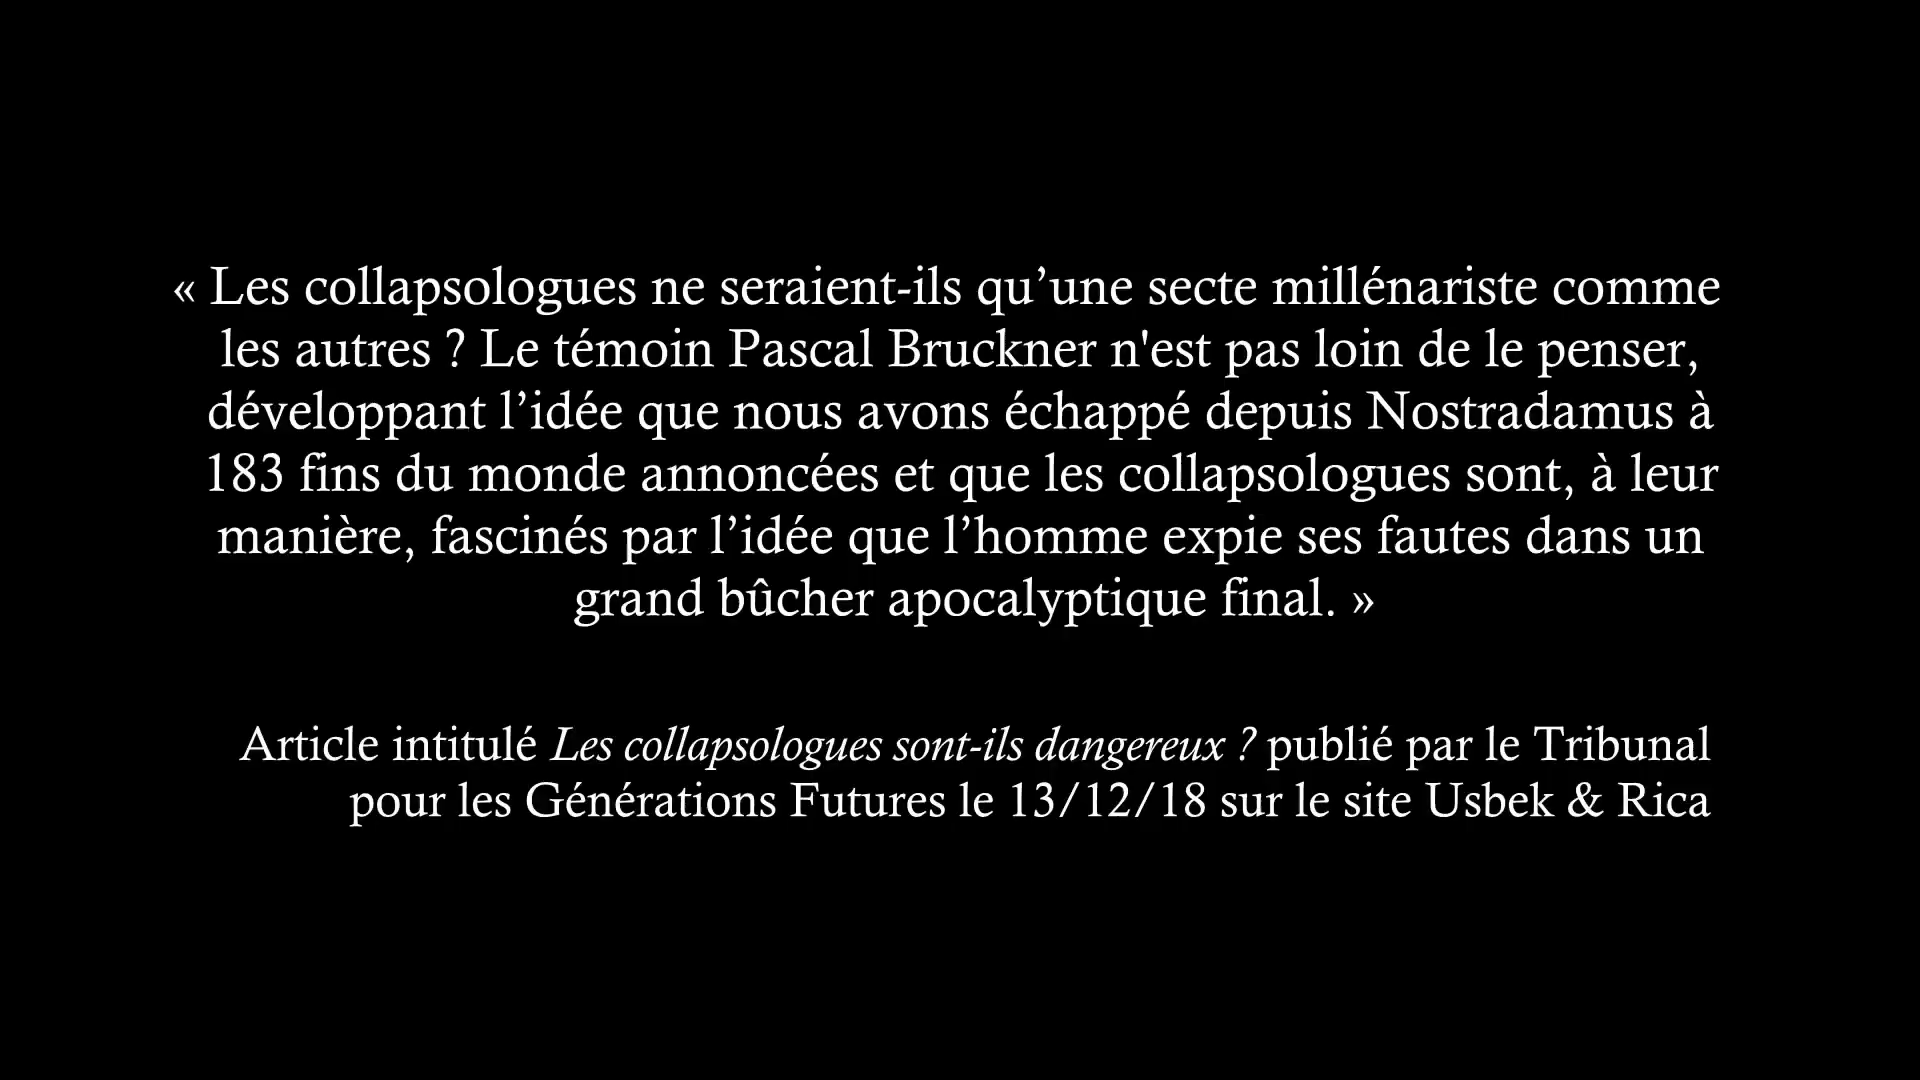 « Les collapsologues ne seraient-ils qu’une secte millénariste comme
les autres ? Le témoin Pascal Bruckner n'est pas loin de le penser,
développant l’idée que nous avons échappé depuis Nostradamus à
183 fins du monde annoncées et que les collapsologues sont, à leur
manière, fascinés par l’idée que l’homme expie ses fautes dans un
grand bûcher apocalyptique final. »
Article intitulé Les collapsologues sont-ils dangereux ? publié par le Tribunal
pour les Générations Futures le 13/12/18 sur le site Usbek & Rica